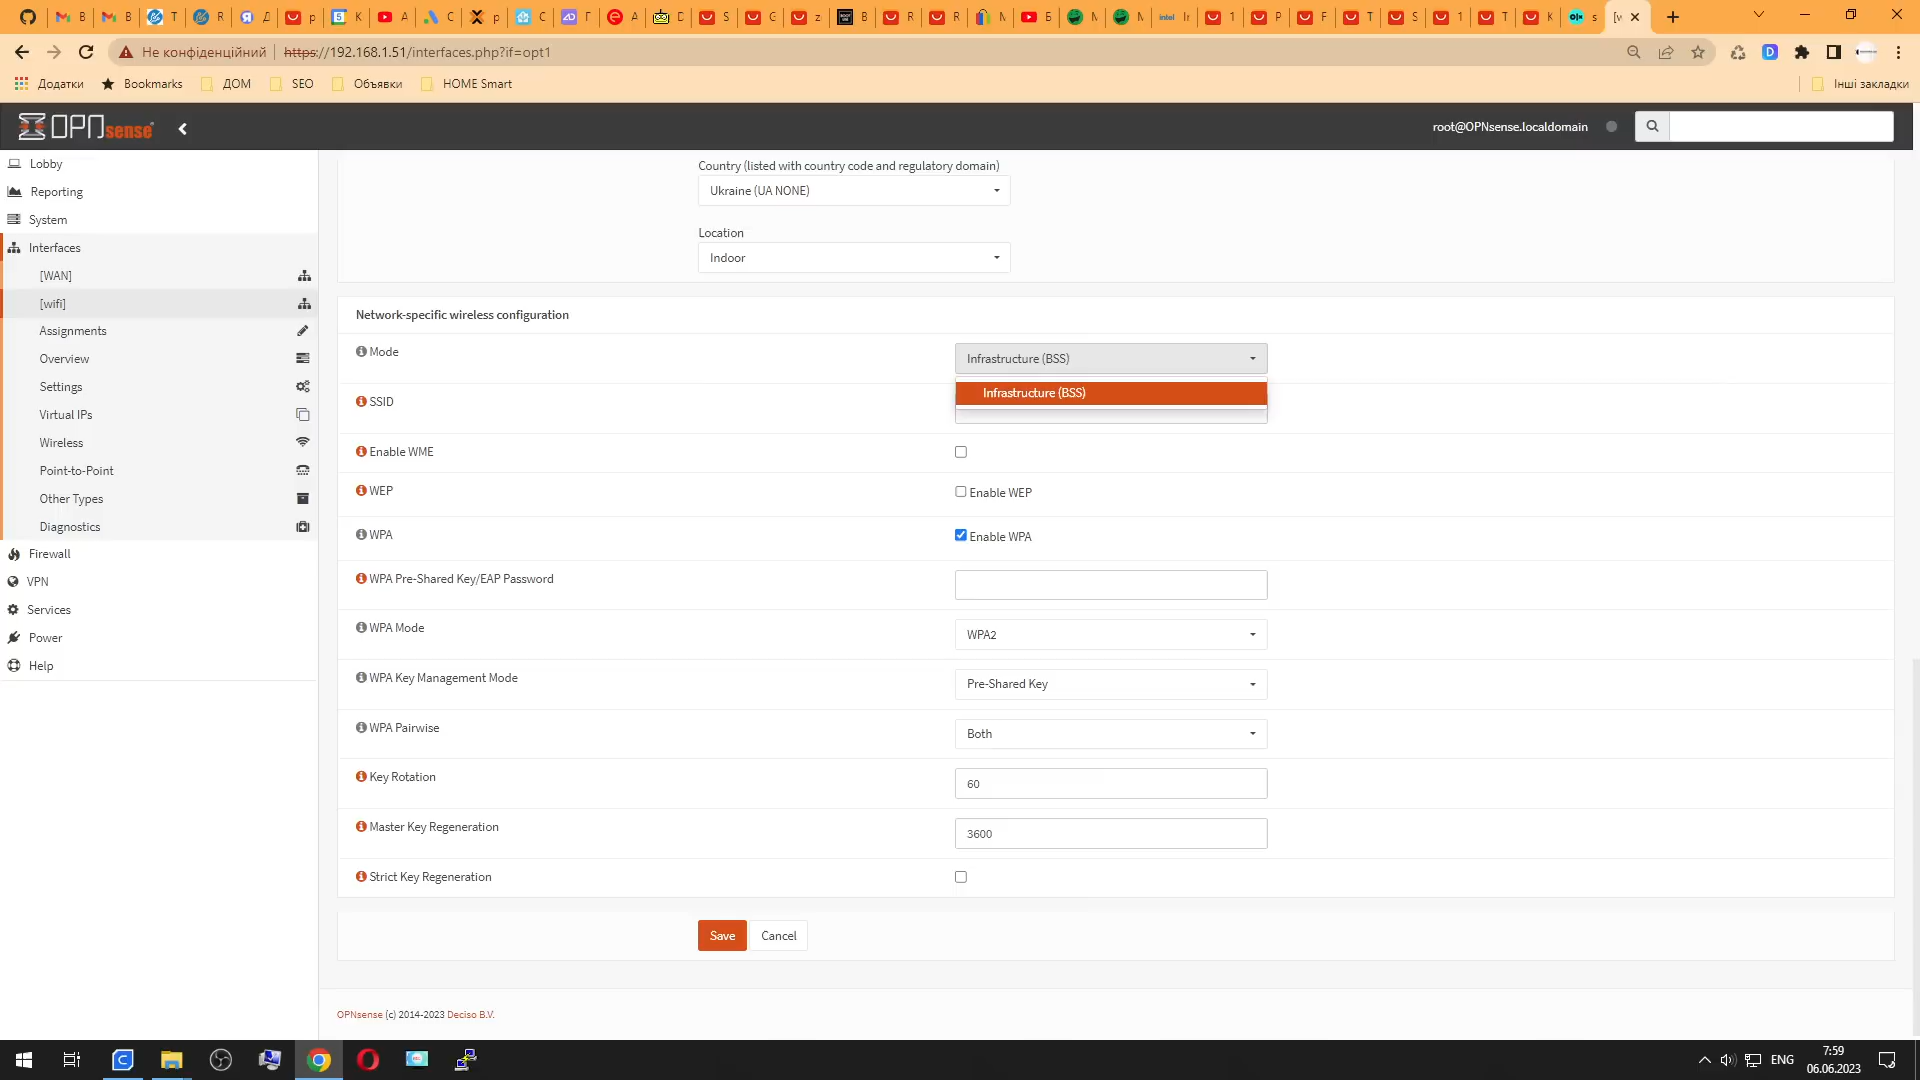 Не конфіденційний
https://192.168.1.51/interfaces.php?if=opt1
Додатки
Bookmarks
ДОМ
SEO
Объявки
HOME Smart
Інші закладки
OPNsense
root@OPNsense.localdomain
Lobby
Reporting
System
Interfaces
[WAN]
[wifi]
Assignments
Overview
Settings
Virtual IPs
Wireless
Point-to-Point
Other Types
Diagnostics
Firewall
VPN
Services
Power
Help
Country (listed with country code and regulatory domain)
Ukraine (UA NONE)
Location
Indoor
Network-specific wireless configuration
Mode
Infrastructure (BSS)
Infrastructure (BSS)
SSID
Enable WME
WEP
Enable WEP
WPA
Enable WPA
WPA Pre-Shared Key/EAP Password
WPA Mode
WPA2
WPA Key Management Mode
Pre-Shared Key
WPA Pairwise
Both
Key Rotation
60
Master Key Regeneration
3600
Strict Key Regeneration
Save
Cancel
OPNsense (c) 2014-2023 Deciso B.V.
ENG
7:59
06.06.2023